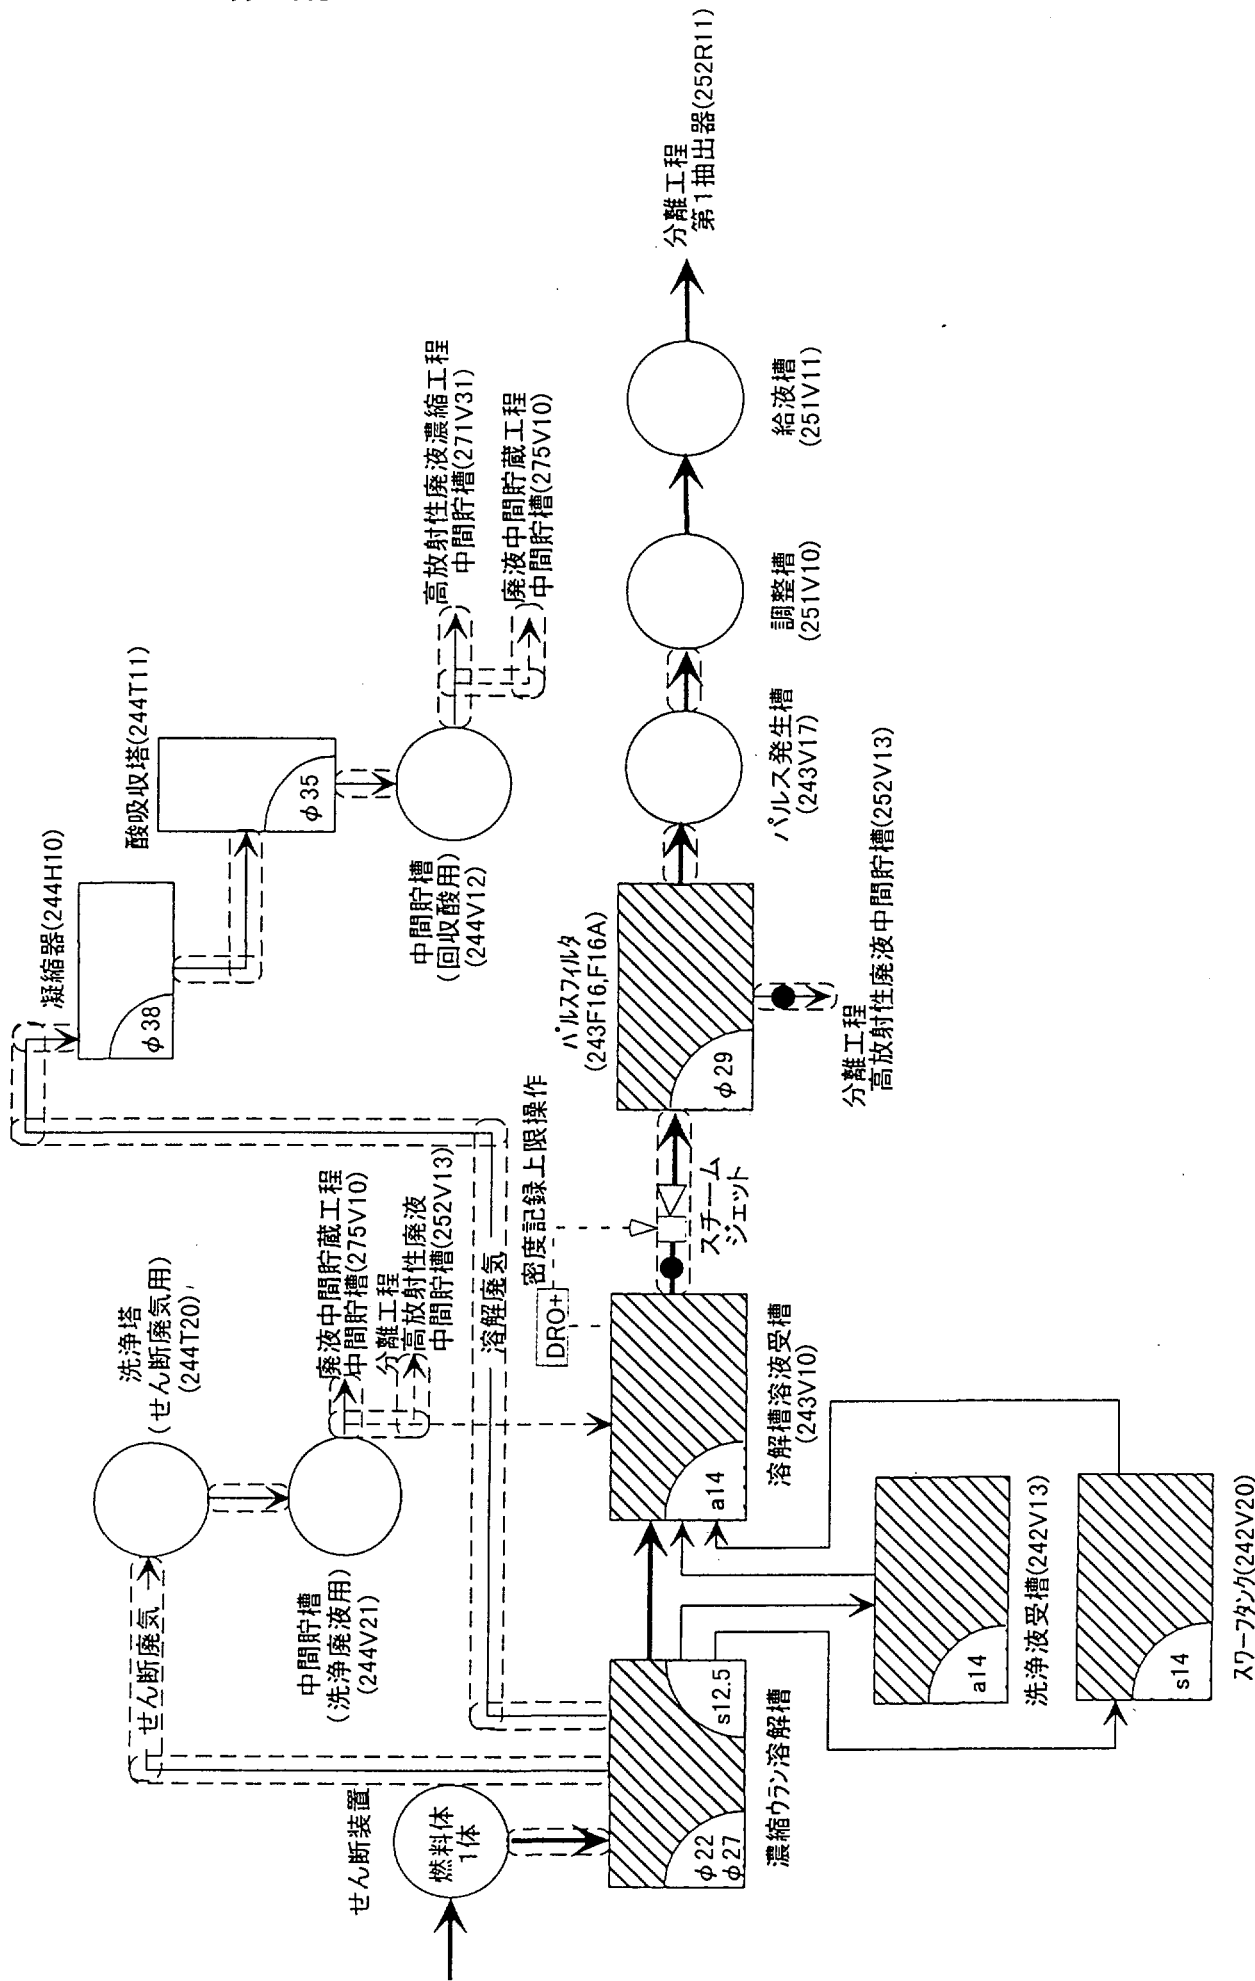 せん断装置
燃料体
1体
せん断廃気
洗浄塔
(せん断廃気用)
(244T20)
中間貯槽
(洗浄廃液用)
(244V21)
廃液中間貯蔵工程
中間貯槽(275V10)
分離工程
高放射性廃液
中間貯槽(252V13)
溶解廃気
凝縮器(244H10)
φ38
酸吸収塔(244T11)
φ35
中間貯槽
(回収酸用)
(244V12)
高放射性廃液濃縮工程
中間貯槽(271V31)
廃液中間貯蔵工程
中間貯槽(275V10)
φ22
φ27
s12.5
濃縮ウラン溶解槽
a14
溶解槽溶液受槽
(243V10)
DRO+
密度記録上限操作
スチーム
ジェット
パルスフィルタ
(243F16,F16A)
φ29
分離工程
高放射性廃液中間貯槽(252V13)
パルス発生槽
(243V17)
調整槽
(251V10)
給液槽
(251V11)
分離工程
第1抽出器(252R11)
a14
洗浄液受槽(242V13)
s14
スワーフタンク(242V20)